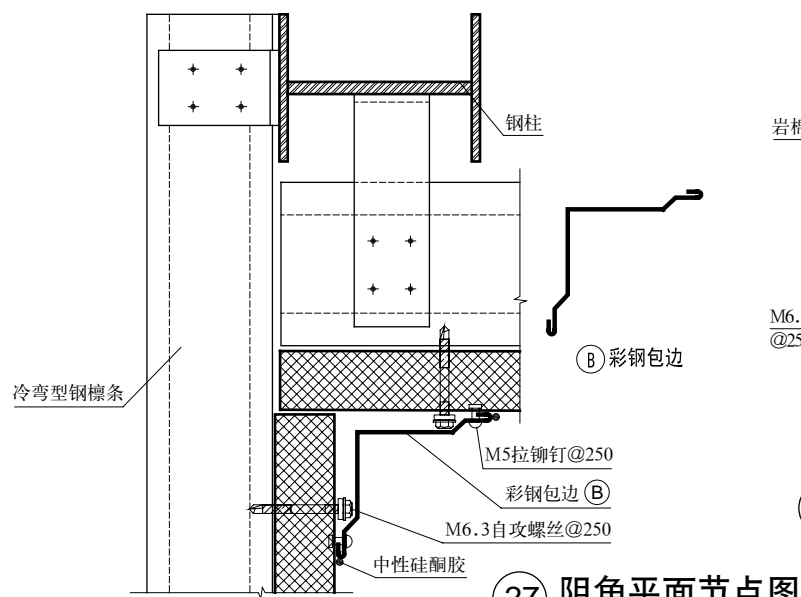 钢柱
岩棉
M6.
@25
B 彩钢包边
冷弯型钢檩条
M5拉铆钉@250
彩钢包边 B
M6.3自攻螺丝@250
中性硅酮胶
27 阴角平面节点图